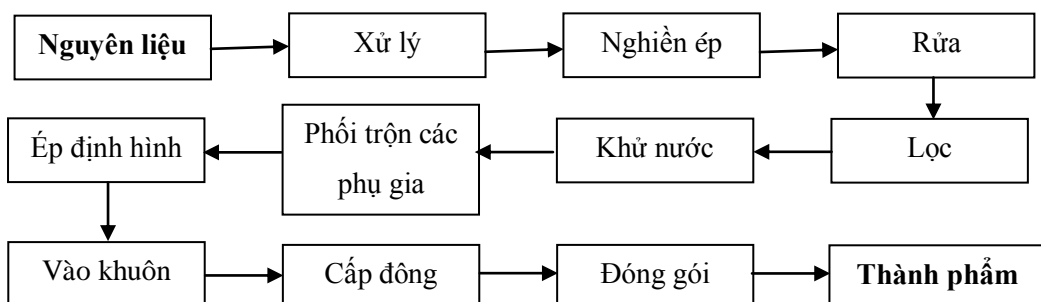 Nguyên liệu
Xử lý
Nghiền ép
Rửa
Lọc
Khử nước
Phối trộn các
phụ gia
Ép định hình
Vào khuôn
Cấp đông
Đóng gói
Thành phẩm